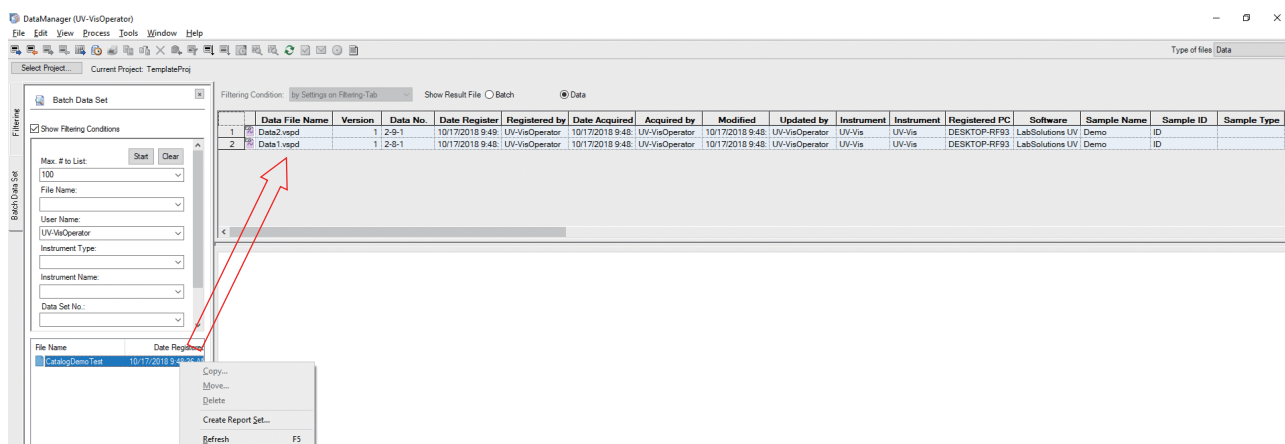 DataManager (UV-VisOperator)
File Edit View Process Tools Window Help
Type of files Data
Select Project... Current Project: TemplateProj
Filtering
Batch Data Set
Batch Data Set
Show Filtering Conditions
Start Clear
Max. # to List:
100
File Name:
User Name:
UV-VisOperator
Instrument Type:
Instrument Name:
Data Set No.:
File Name Date Registered
CatalogDemoTest 10/17/2018 9:48:26 AM
Copy...
Move...
Delete
Create Report Set...
Refresh F5
Filtering Condition: by Settings on Filtering-Tab Show Result File Batch Data
Data File Name Version Data No. Date Register Registered by Date Acquired Acquired by Modified Updated by Instrument Instrument Registered PC Software Sample Name Sample ID Sample Type
1 Data2.vspd 1 2-9-1 10/17/2018 9:49: UV-VisOperator 10/17/2018 9:48: UV-VisOperator 10/17/2018 9:48: UV-VisOperator UV-Vis UV-Vis DESKTOP-RF93 LabSolutions UV Demo ID
2 Data1.vspd 1 2-8-1 10/17/2018 9:49: UV-VisOperator 10/17/2018 9:48: UV-VisOperator 10/17/2018 9:48: UV-VisOperator UV-Vis UV-Vis DESKTOP-RF93 LabSolutions UV Demo ID